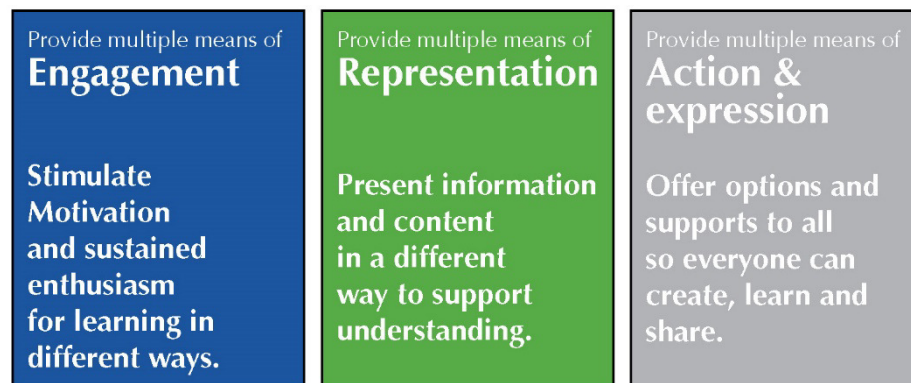 Provide multiple means of
Engagement
Stimulate
Motivation
and sustained
enthusiasm
for learning in
different ways.
Provide multiple means of
Representation
Present information
and content
in a different
way to support
understanding.
Provide multiple means of
Action &
expression
Offer options and
supports to all
so everyone can
create, learn and
share.